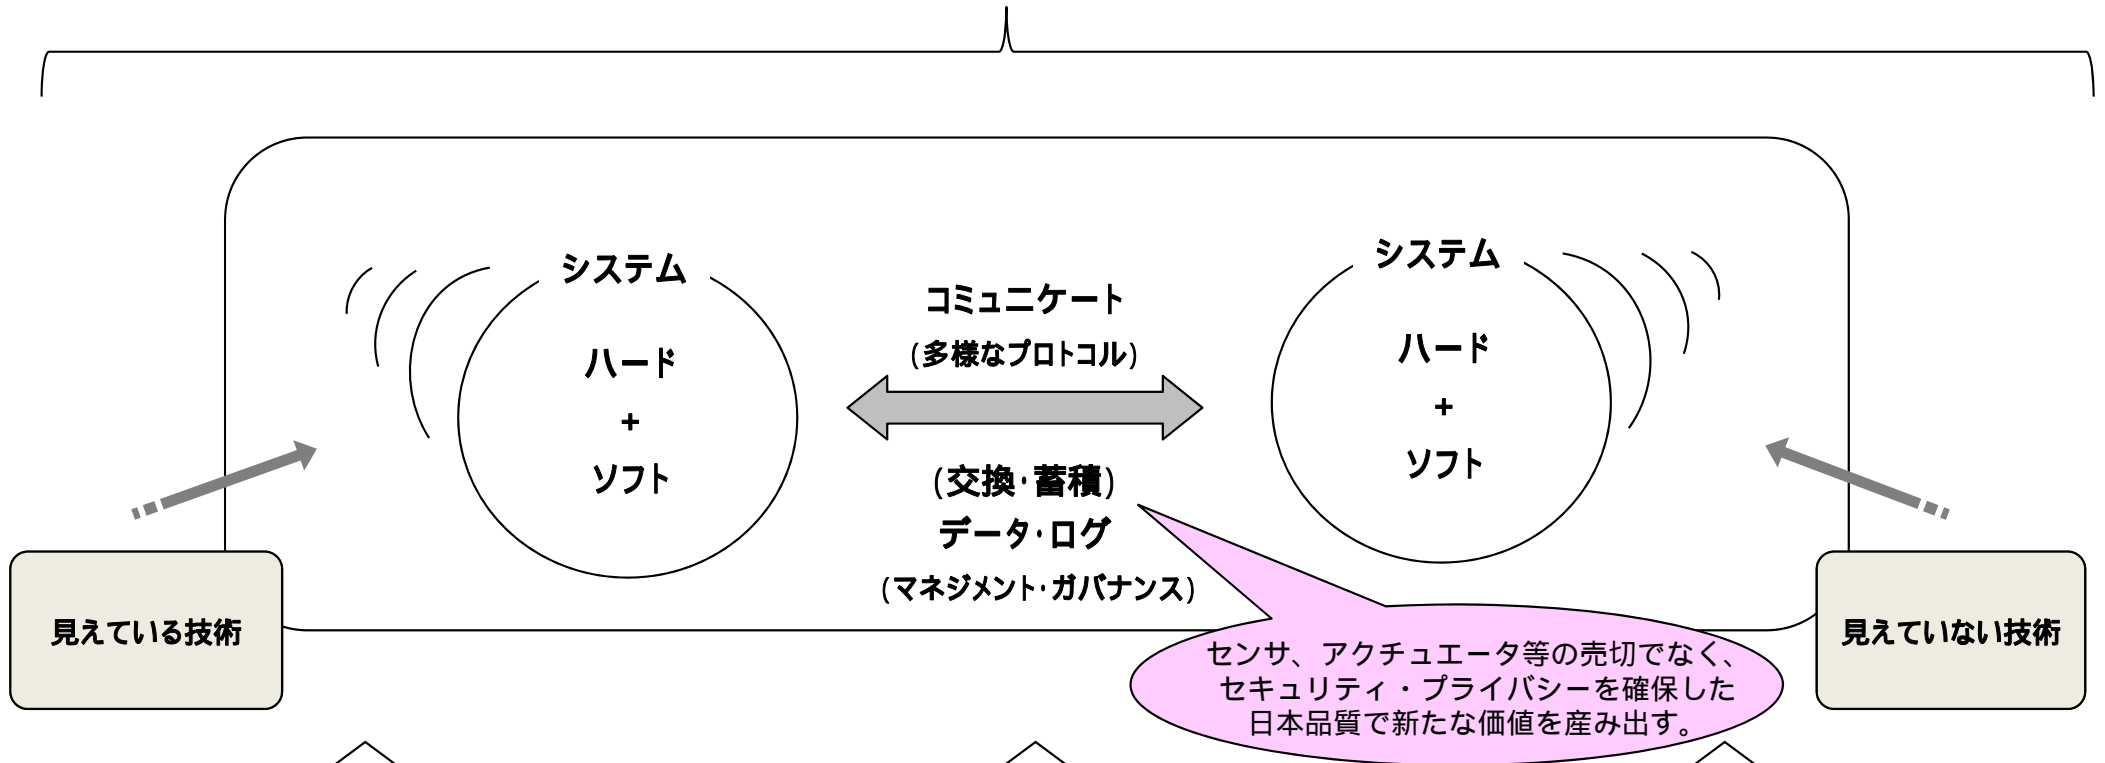 システム
ハード
+
ソフト
コミュニケート
(多様なプロトコル)
(交換・蓄積)
データ・ログ
(マネジメント・ガバナンス)
システム
ハード
+
ソフト
見えている技術
見えていない技術
センサ、アクチュエータ等の売切でなく、
セキュリティ・プライバシーを確保した
日本品質で新たな価値を産み出す。